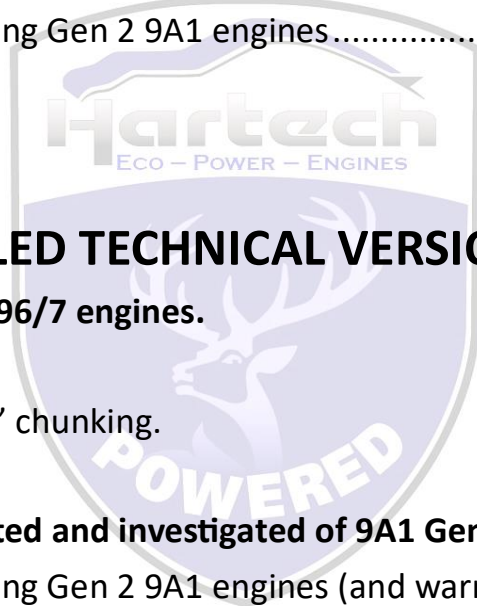 ng Gen 2 9A1 engines..................
Hartech
ECO – POWER – ENGINES
LED TECHNICAL VERSIO
96/7 engines.
’ chunking.
POWERED
ted and investigated of 9A1 Gen
ng Gen 2 9A1 engines (and warr